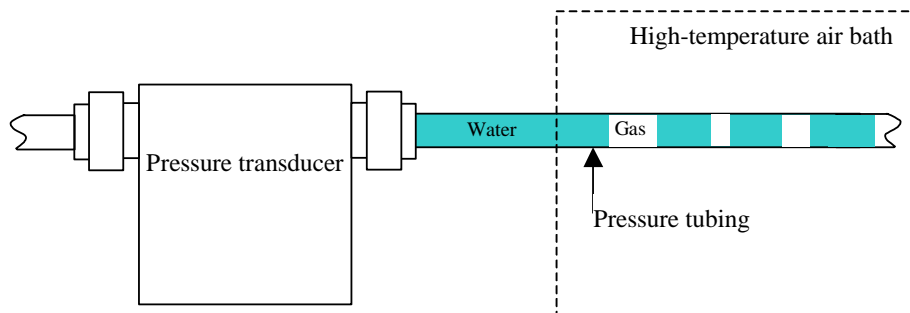 High-temperature air bath
Water
Gas
Pressure transducer
Pressure tubing